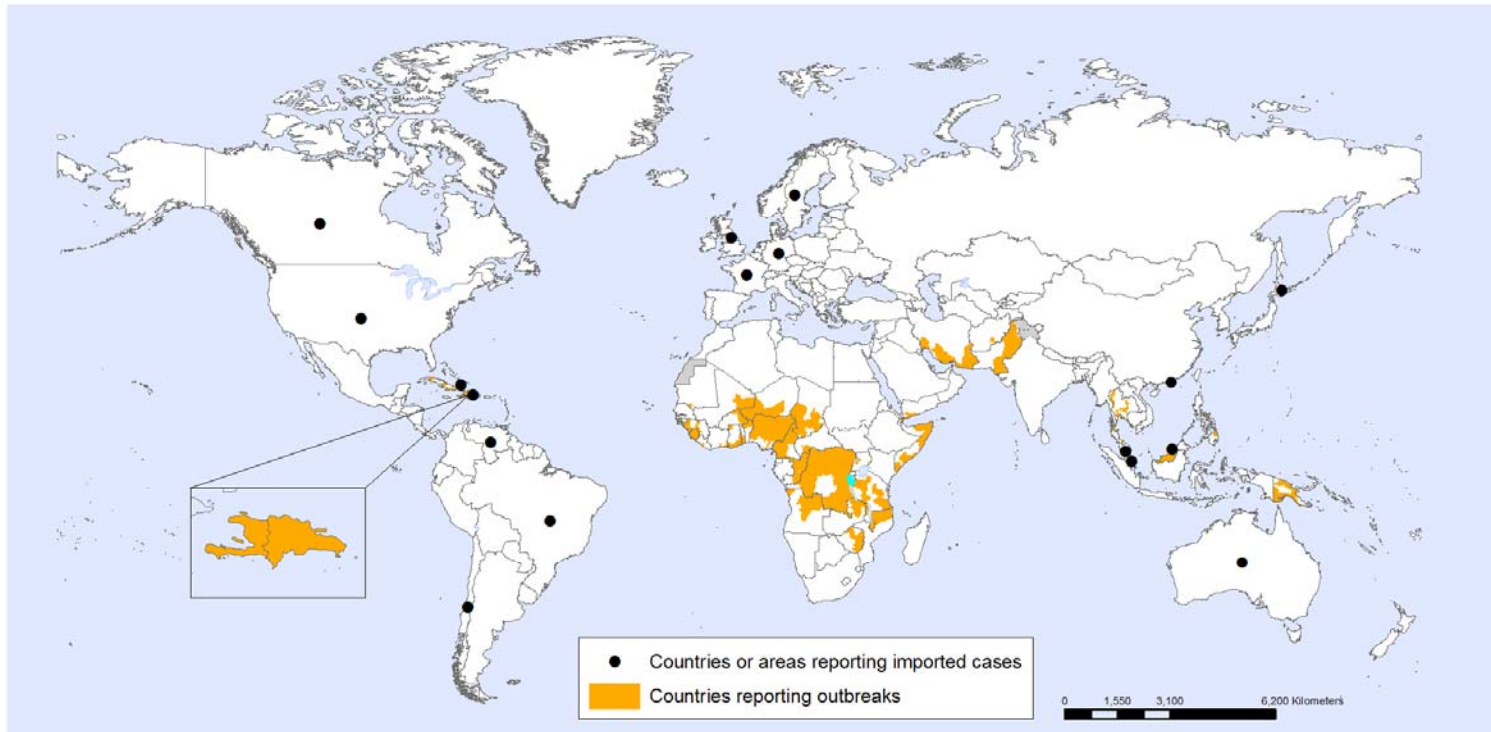 Countries or areas reporting imported cases
Countries reporting outbreaks
0 1,550 3,100 6,200 Kilometers